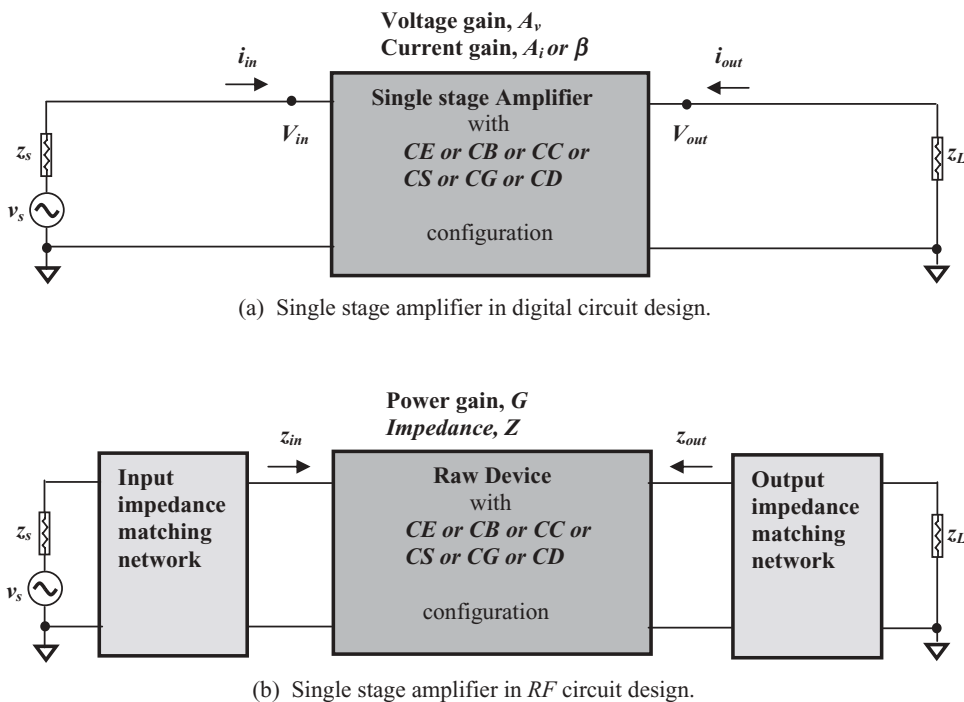 Voltage gain, Av
Current gain, Ai or β
iin
iout
Single stage Amplifier
with
CE or CB or CC or
CS or CG or CD
configuration
Vin
Vout
zs
vs
zL
(a) Single stage amplifier in digital circuit design.
Power gain, G
Impedance, Z
zin
zout
Input
impedance
matching
network
Raw Device
with
CE or CB or CC or
CS or CG or CD
configuration
Output
impedance
matching
network
zs
vs
zL
(b) Single stage amplifier in RF circuit design.